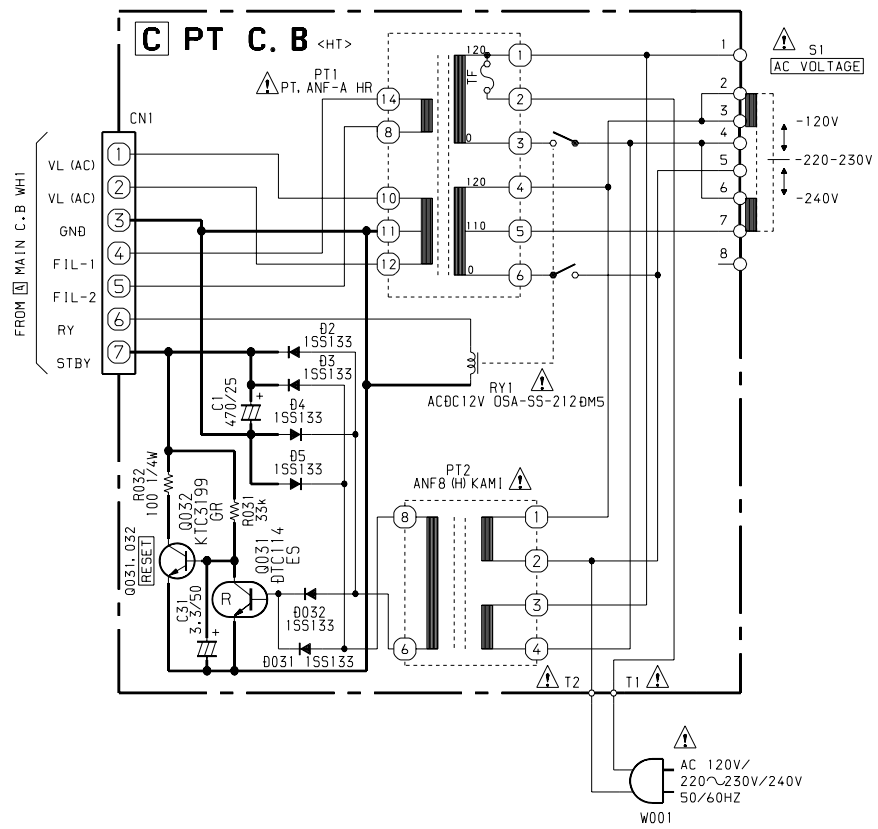 C PT C.B <HT>
PT1
PT, ANF-A HR
CN1
FROM A MAIN C.B WH1
1 VL (AC)
2 VL (AC)
3 GND
4 FIL-1
5 FIL-2
6 RY
7 STBY
14
8
10
11
12
120
TF
0
120
110
0
1
2
3
4
5
6
1
2
3
4
5
6
7
8
S1
AC VOLTAGE
-120V
-220-230V
-240V
D2
1SS133
D3
1SS133
C1
470/25
+
D4
1SS133
D5
1SS133
RY1
ACDC12V OSA-SS-212DM5
R032
100 1/4W
Q032
KTC3199
GR
R031
33k
Q031
DTC114
ES
Q031,032
RESET
R
C31
3.3/50
+
D032
1SS133
D031 1SS133
PT2
ANF8 (H) KAMI
8
6
1
2
3
4
T2
T1
AC 120V/
220~230V/240V
50/60HZ
W001